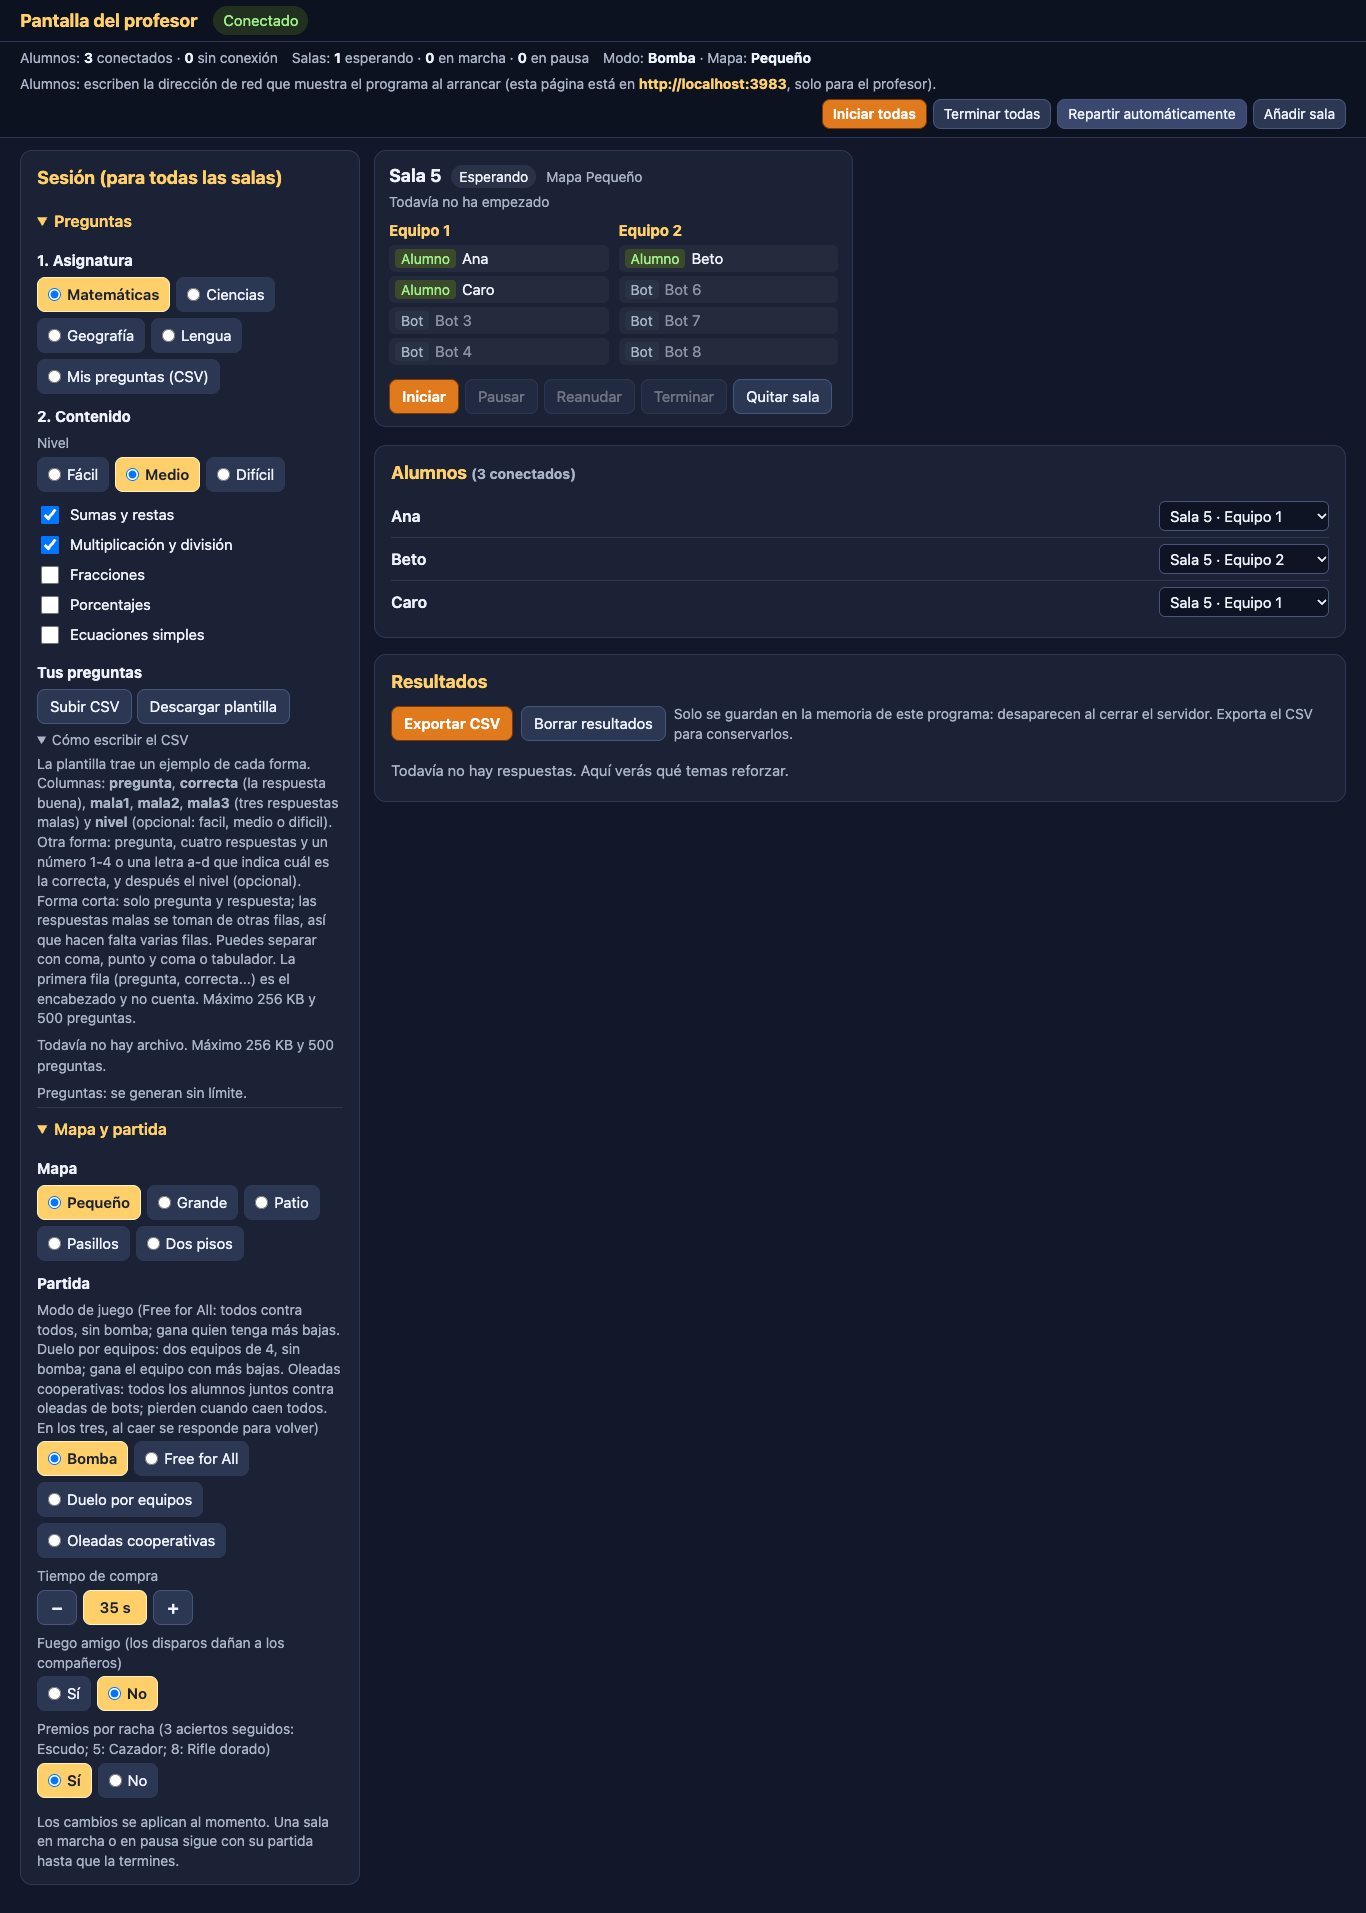 Pantalla del profesor Conectado
Alumnos: 3 conectados · 0 sin conexión Salas: 1 esperando · 0 en marcha · 0 en pausa Modo: Bomba · Mapa: Pequeño
Alumnos: escriben la dirección de red que muestra el programa al arrancar (esta página está en http://localhost:3983, solo para el profesor).
Iniciar todas Terminar todas Repartir automáticamente Añadir sala
Sesión (para todas las salas)
Preguntas
1. Asignatura
Matemáticas Ciencias
Geografía Lengua
Mis preguntas (CSV)
2. Contenido
Nivel
Fácil Medio Difícil
Sumas y restas
Multiplicación y división
Fracciones
Porcentajes
Ecuaciones simples
Tus preguntas
Subir CSV Descargar plantilla
Cómo escribir el CSV
La plantilla trae un ejemplo de cada forma.
Columnas: pregunta, correcta (la respuesta
buena), mala1, mala2, mala3 (tres respuestas
malas) y nivel (opcional: facil, medio o dificil).
Otra forma: pregunta, cuatro respuestas y un
número 1-4 o una letra a-d que indica cuál es
la correcta, y después el nivel (opcional).
Forma corta: solo pregunta y respuesta; las
respuestas malas se toman de otras filas, así
que hacen falta varias filas. Puedes separar
con coma, punto y coma o tabulador. La
primera fila (pregunta, correcta...) es el
encabezado y no cuenta. Máximo 256 KB y
500 preguntas.
Todavía no hay archivo. Máximo 256 KB y 500
preguntas.
Preguntas: se generan sin límite.
Mapa y partida
Mapa
Pequeño Grande Patio
Pasillos Dos pisos
Partida
Modo de juego (Free for All: todos contra
todos, sin bomba; gana quien tenga más bajas.
Duelo por equipos: dos equipos de 4, sin
bomba; gana el equipo con más bajas. Oleadas
cooperativas: todos los alumnos juntos contra
oleadas de bots; pierden cuando caen todos.
En los tres, al caer se responde para volver)
Bomba Free for All
Duelo por equipos
Oleadas cooperativas
Tiempo de compra
− 35 s +
Fuego amigo (los disparos dañan a los
compañeros)
Sí No
Premios por racha (3 aciertos seguidos:
Escudo; 5: Cazador; 8: Rifle dorado)
Sí No
Los cambios se aplican al momento. Una sala
en marcha o en pausa sigue con su partida
hasta que la termines.
Sala 5 Esperando Mapa Pequeño
Todavía no ha empezado
Equipo 1 Equipo 2
Alumno Ana Alumno Beto
Alumno Caro Bot Bot 6
Bot Bot 3 Bot Bot 7
Bot Bot 4 Bot Bot 8
Iniciar Pausar Reanudar Terminar Quitar sala
Alumnos (3 conectados)
Ana Sala 5 · Equipo 1
Beto Sala 5 · Equipo 2
Caro Sala 5 · Equipo 1
Resultados
Exportar CSV Borrar resultados Solo se guardan en la memoria de este programa: desaparecen al cerrar el servidor. Exporta el CSV
para conservarlos.
Todavía no hay respuestas. Aquí verás qué temas reforzar.